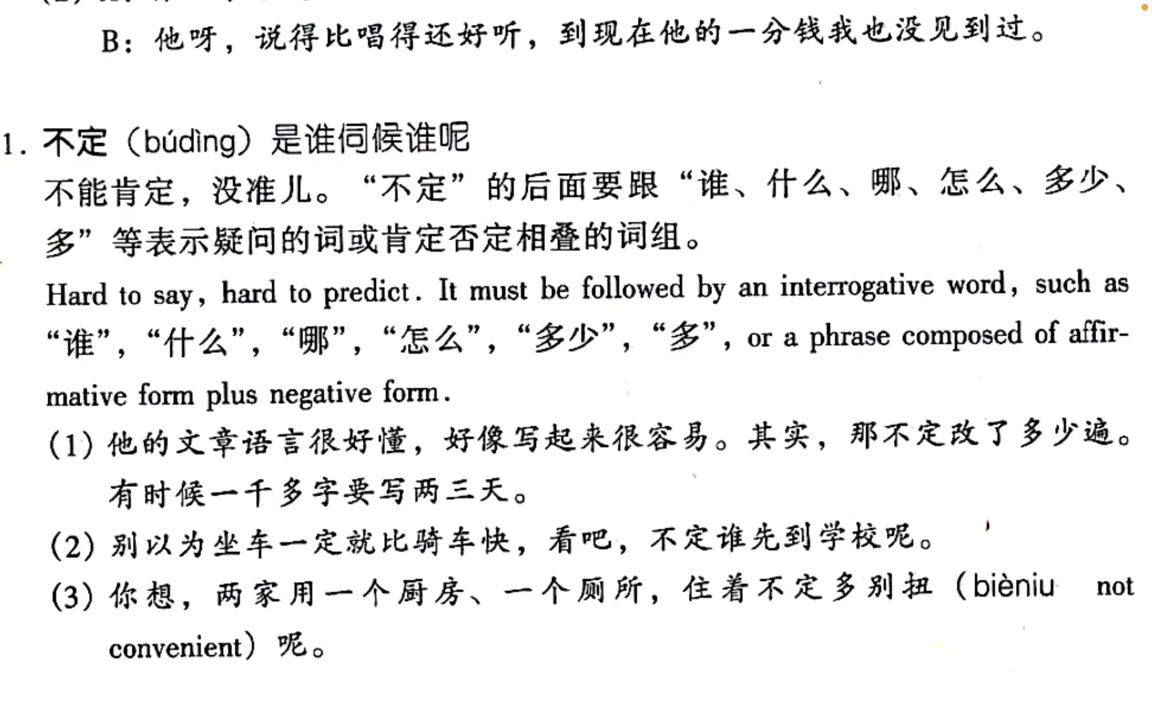 B：他呀，说得比唱得还好听，到现在他的一分钱我也没见到过。
1. 不定（búdìng）是谁伺候谁呢
不能肯定，没准儿。“不定”的后面要跟“谁、什么、哪、怎么、多少、
多”等表示疑问的词或肯定否定相叠的词组。
Hard to say, hard to predict. It must be followed by an interrogative word, such as
“谁”，“什么”，“哪”，“怎么”，“多少”，“多”, or a phrase composed of affir-
mative form plus negative form.
(1) 他的文章语言很好懂，好像写起来很容易。其实，那不定改了多少遍。
有时候一千多字要写两三天。
(2) 别以为坐车一定就比骑车快，看吧，不定谁先到学校呢。
(3) 你想，两家用一个厨房、一个厕所，住着不定多别扭（bièniu not
convenient）呢。